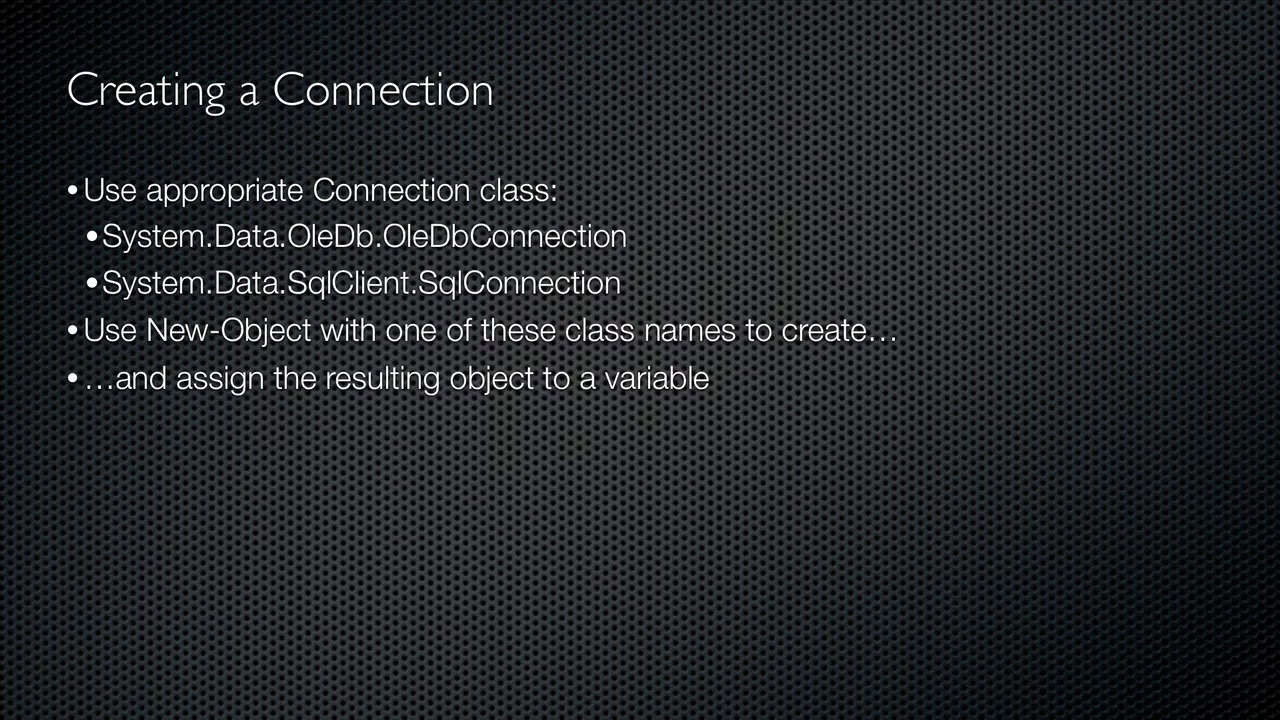 Creating a Connection
• Use appropriate Connection class:
• System.Data.OleDb.OleDbConnection
• System.Data.SqlClient.SqlConnection
• Use New-Object with one of these class names to create…
• …and assign the resulting object to a variable